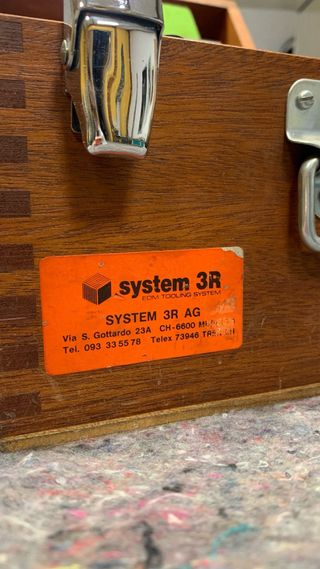 system 3R
EDM TOOLING SYSTEM
SYSTEM 3R AG
Via S. Gottardo 23A CH-6600
Tel. 093 33 55 78 Telex 73946